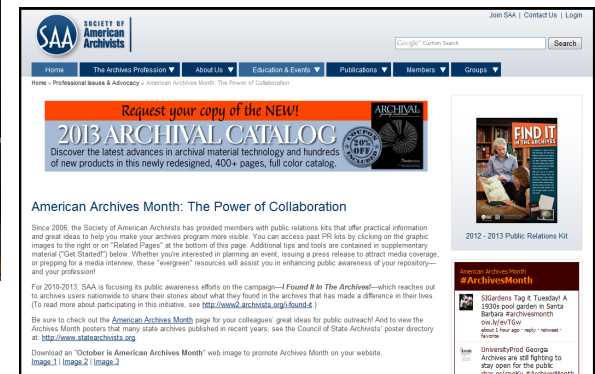 Join SAA | Contact Us | Login
SAA
SOCIETY OF
American
Archivists
Google™ Custom Search
Search
Home
The Archives Profession ▼
About Us ▼
Education & Events ▼
Publications ▼
Members ▼
Groups ▼
Home » Professional Issues & Advocacy » American Archives Month: The Power of Collaboration
Request your copy of the NEW!
2013 ARCHIVAL CATALOG
Discover the latest advances in archival material technology and hundreds
of new products in this newly redesigned, 400+ pages, full color catalog.
COUPON
20%
OFF
INCLUDED
ARCHIVAL
FIND IT
IN THE ARCHIVES
2012 - 2013 Public Relations Kit
American Archives Month: The Power of Collaboration
Since 2006, the Society of American Archivists has provided members with public relations kits that offer practical information
and great ideas to help you make your archives program more visible. You can access past PR kits by clicking on the graphic
images to the right or on "Related Pages" at the bottom of this page. Additional tips and tools are contained in supplementary
material ("Get Started!") below. Whether you're interested in planning an event, issuing a press release to attract media coverage,
or prepping for a media interview, these "evergreen" resources will assist you in enhancing public awareness of your repository—
and your profession!
For 2010-2013, SAA is focusing its public awareness efforts on the campaign—I Found It In The Archives!—which reaches out
to archives users nationwide to share their stories about what they found in the archives that has made a difference in their lives.
(To read more about participating in this initiative, see http://www2.archivists.org/i-found-it.)
Be sure to check out the American Archives Month page for your colleagues' great ideas for public outreach! And to view the
Archives Month posters that many state archives published in recent years, see the Council of State Archivists' poster directory
at: http://www.statearchivists.org.
Download an "October is American Archives Month" web image to promote Archives Month on your website.
Image 1 | Image 2 | Image 3
American Archives Month
#ArchivesMonth
SIGardens Tag it Tuesday! A
1930s pool garden in Santa
Barbara #archivesmonth
ow.ly/evTGw
about 1 hour ago · reply · retweet ·
favorite
UniversityProd Georgia
Archives are still fighting to
stay open for the public